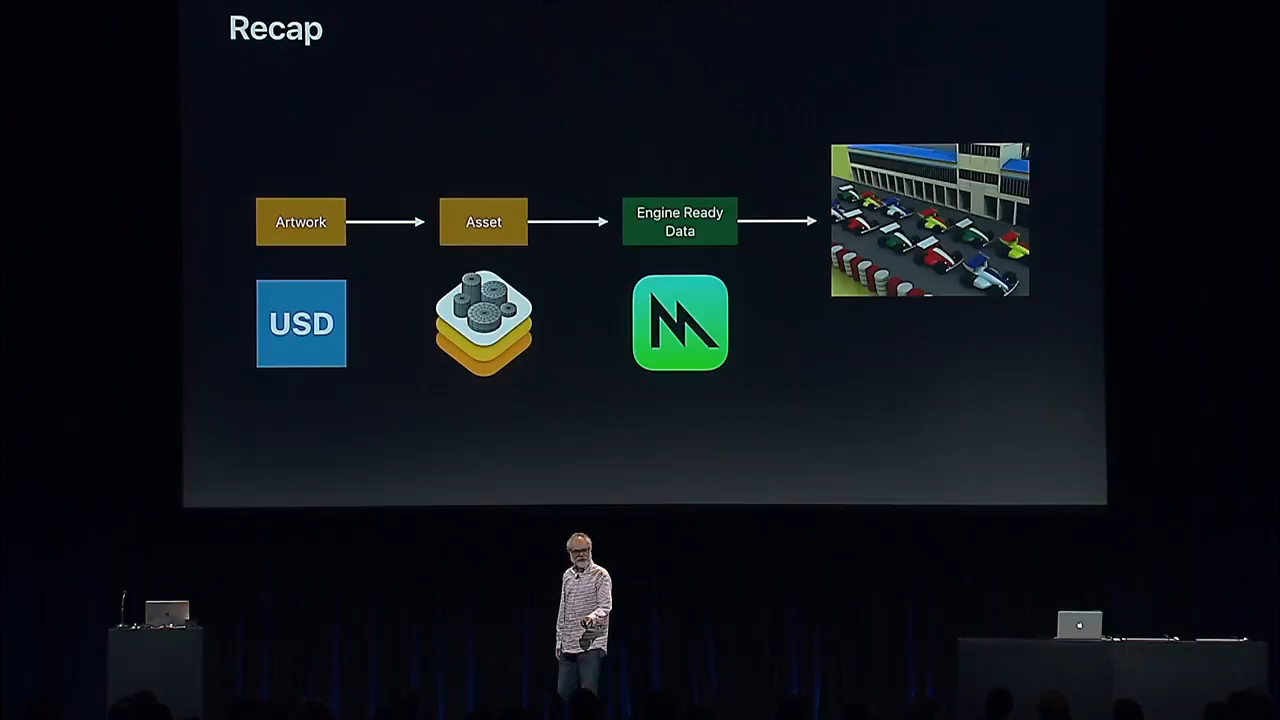 Recap
Artwork
Asset
Engine Ready
Data
USD